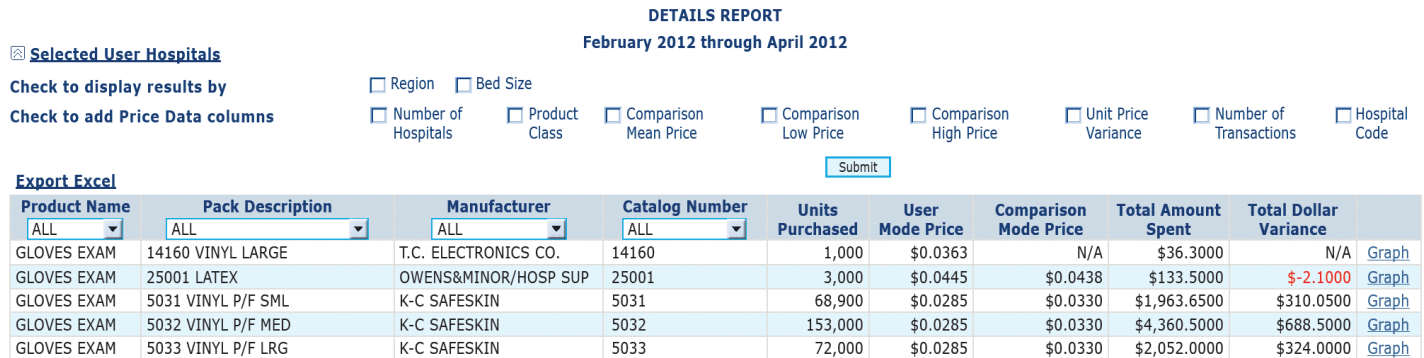 DETAILS REPORT
February 2012 through April 2012
Selected User Hospitals
Check to display results by Region Bed Size
Check to add Price Data columns Number of Hospitals Product Class Comparison Mean Price Comparison Low Price Comparison High Price Unit Price Variance Number of Transactions Hospital Code
Submit
Export Excel
Product Name Pack Description Manufacturer Catalog Number Units Purchased User Mode Price Comparison Mode Price Total Amount Spent Total Dollar Variance
ALL ALL ALL ALL
GLOVES EXAM 14160 VINYL LARGE T.C. ELECTRONICS CO. 14160 1,000 $0.0363 N/A $36.3000 N/A Graph
GLOVES EXAM 25001 LATEX OWENS&MINOR/HOSP SUP 25001 3,000 $0.0445 $0.0438 $133.5000 $-2.1000 Graph
GLOVES EXAM 5031 VINYL P/F SML K-C SAFESKIN 5031 68,900 $0.0285 $0.0330 $1,963.6500 $310.0500 Graph
GLOVES EXAM 5032 VINYL P/F MED K-C SAFESKIN 5032 153,000 $0.0285 $0.0330 $4,360.5000 $688.5000 Graph
GLOVES EXAM 5033 VINYL P/F LRG K-C SAFESKIN 5033 72,000 $0.0285 $0.0330 $2,052.0000 $324.0000 Graph